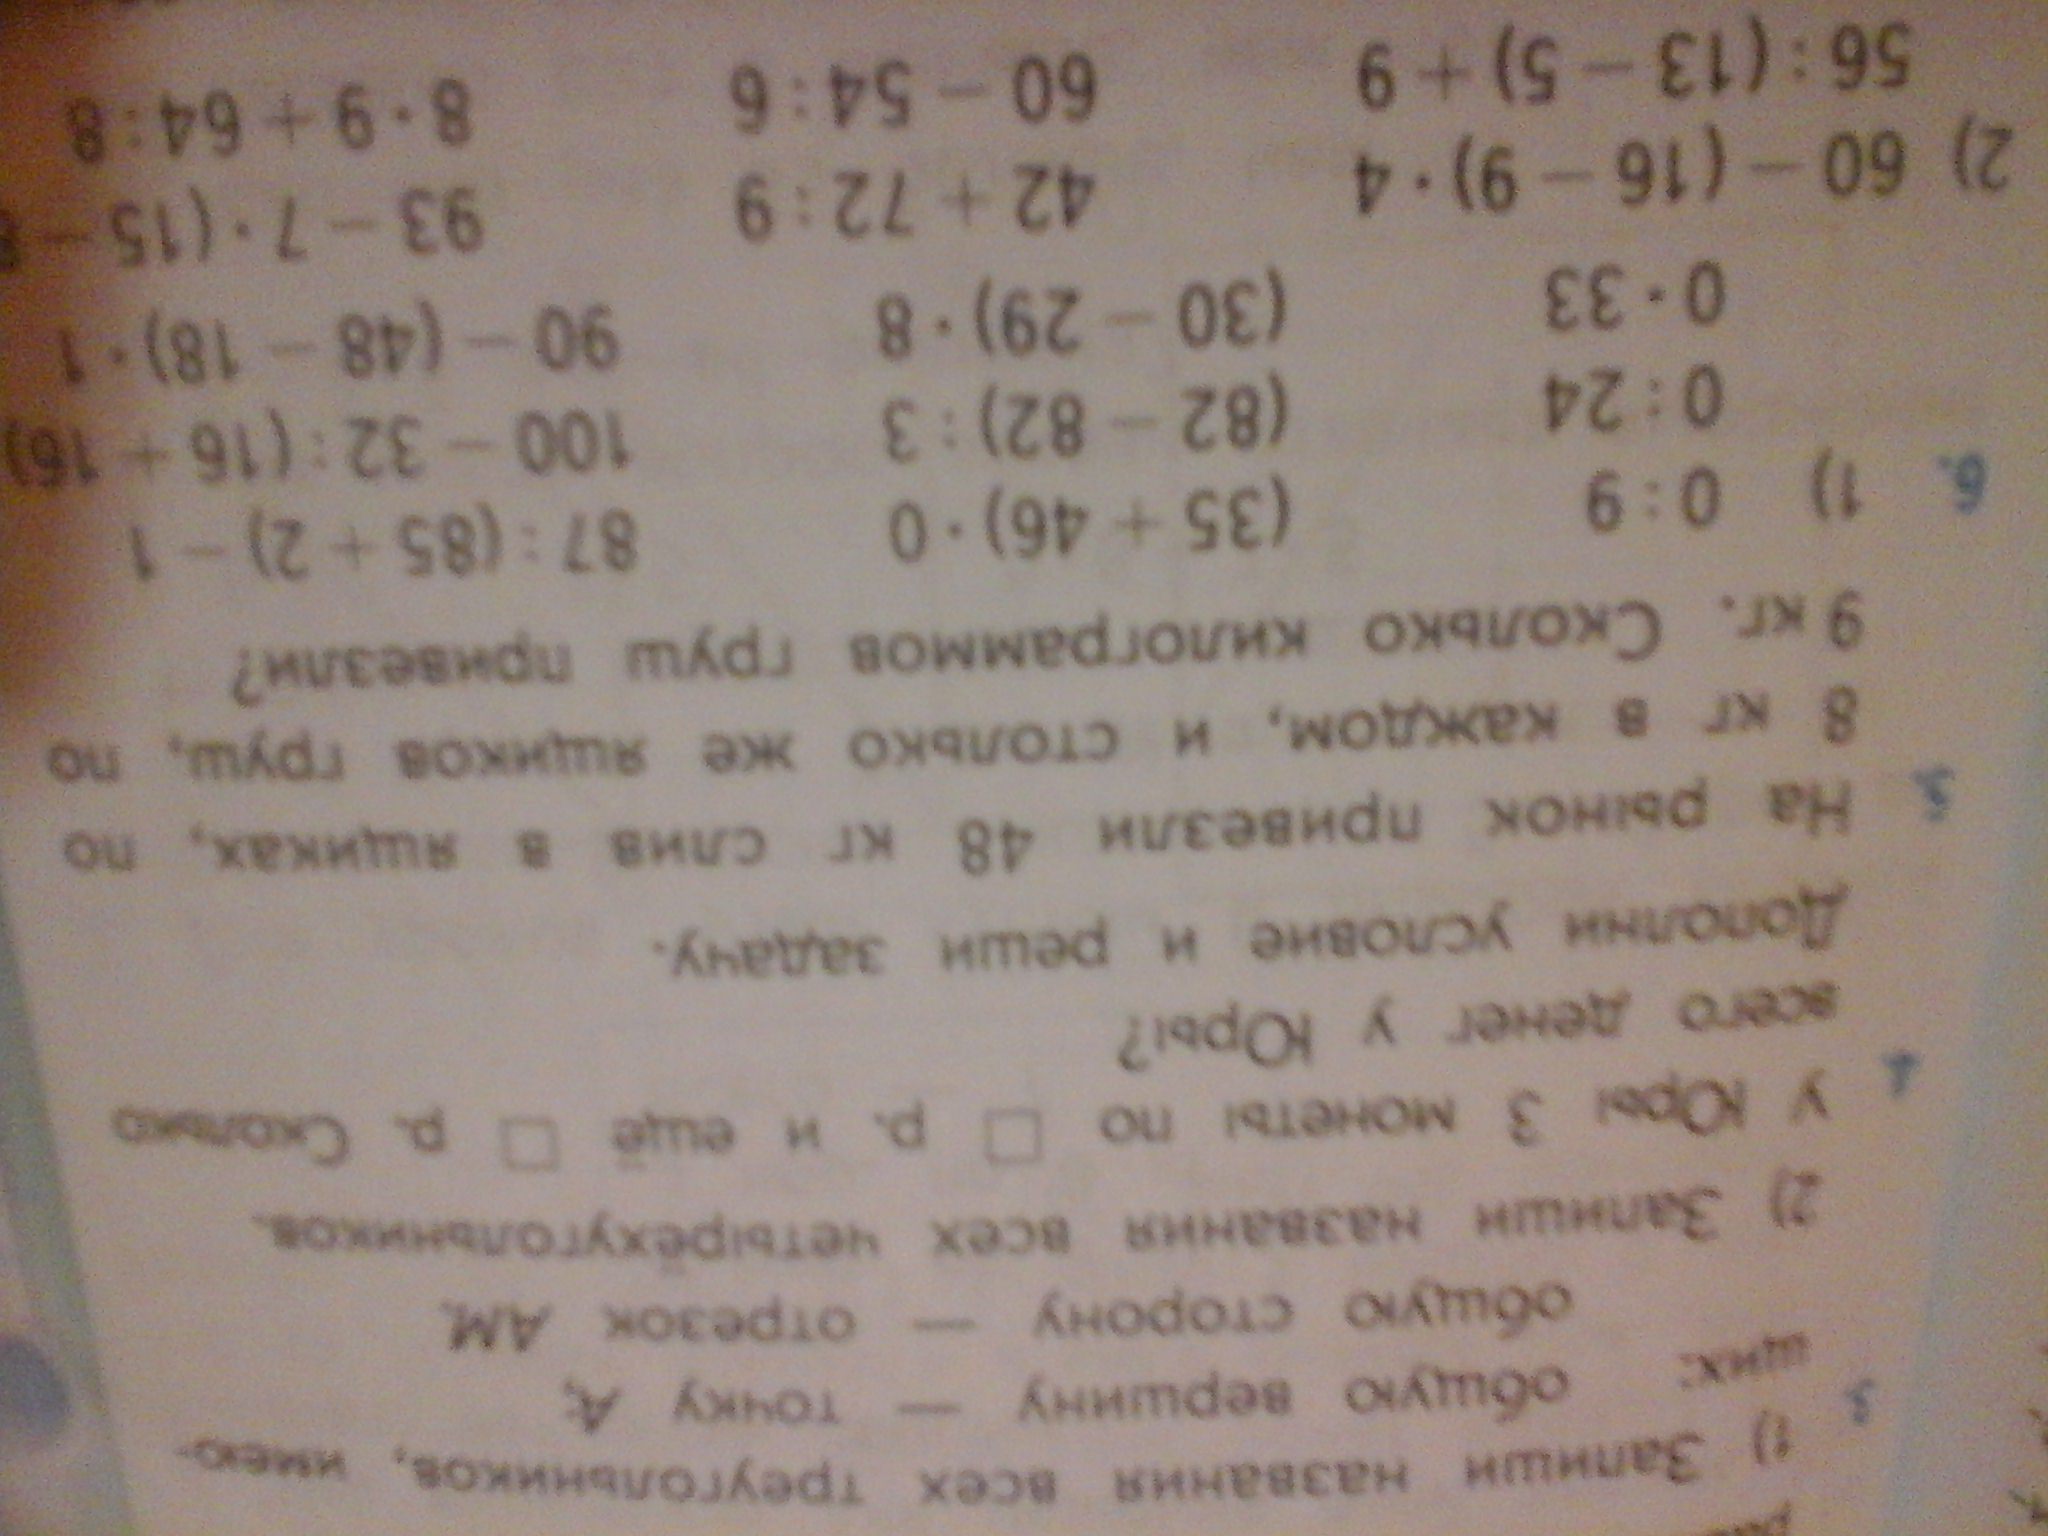 1) Запиши названия всех треугольников, имею-
щих: общую вершину — точку А;
общую сторону — отрезок АМ.
2) Запиши названия всех четырёхугольников.
4. У Юры 3 монеты по □ р. и ещё □ р. Сколько
всего денег у Юры?
Дополни условие и реши задачу.
5. На рынок привезли 48 кг слив в ящиках, по
8 кг в каждом, и столько же ящиков груш, по
9 кг. Сколько килограммов груш привезли?
6. 1) 0 : 9 (35 + 46) · 0 87 : (85 + 2) − 1
0 : 24 (82 − 82) : 3 100 − 32 : (16 + 16)
0 · 33 (30 − 29) · 8 90 − (48 − 18) · 1
2) 60 − (16 − 9) · 4 42 + 72 : 9 93 − 7 · (15 −
56 : (13 − 5) + 9 60 − 54 : 6 8 · 9 + 64 : 8